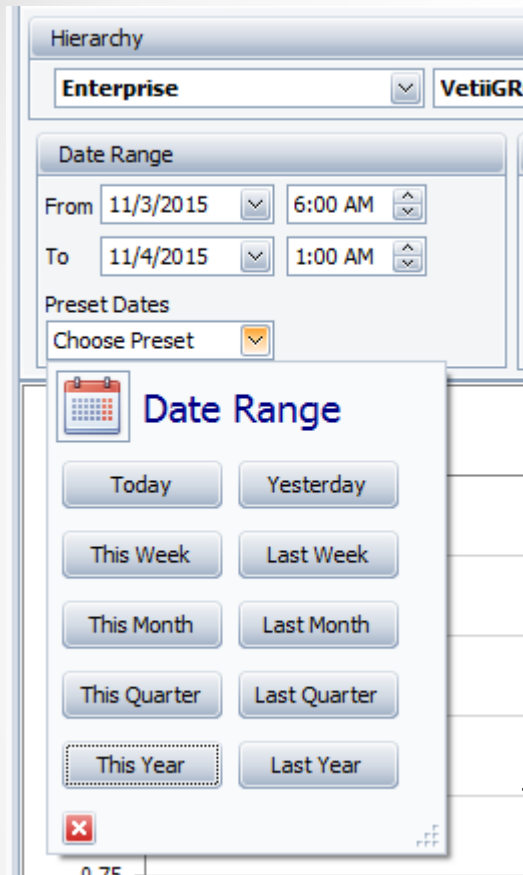 Hierarchy
Enterprise VetiiGR
Date Range
From 11/3/2015 6:00 AM
To 11/4/2015 1:00 AM
Preset Dates
Choose Preset
Date Range
Today Yesterday
This Week Last Week
This Month Last Month
This Quarter Last Quarter
This Year Last Year
0.75